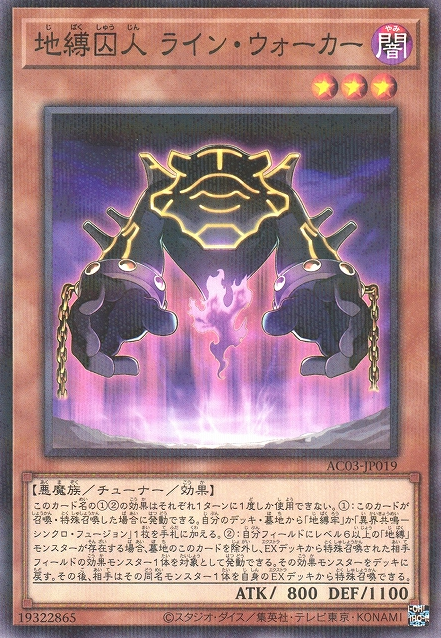 地縛囚人 ライン・ウォーカー
闇
AC03-JP019
【悪魔族/チューナー/効果】
このカード名の①②の効果はそれぞれ1ターンに1度しか使用できない。①:このカードが
召喚・特殊召喚した場合に発動できる。自分のデッキ・墓地から「地縛牢」か「異界共鳴-
シンクロ・フュージョン」1枚を手札に加える。②:自分フィールドにレベル6以上の「地縛」
モンスターが存在する場合、墓地のこのカードを除外し、EXデッキから特殊召喚された相手
フィールドの効果モンスター1体を対象として発動できる。その効果モンスターをデッキに
戻す。その後、相手はその同名モンスター1体を自身のEXデッキから特殊召喚できる。
ATK/ 800 DEF/1100
19322865
©スタジオ・ダイス/集英社・テレビ東京・KONAMI